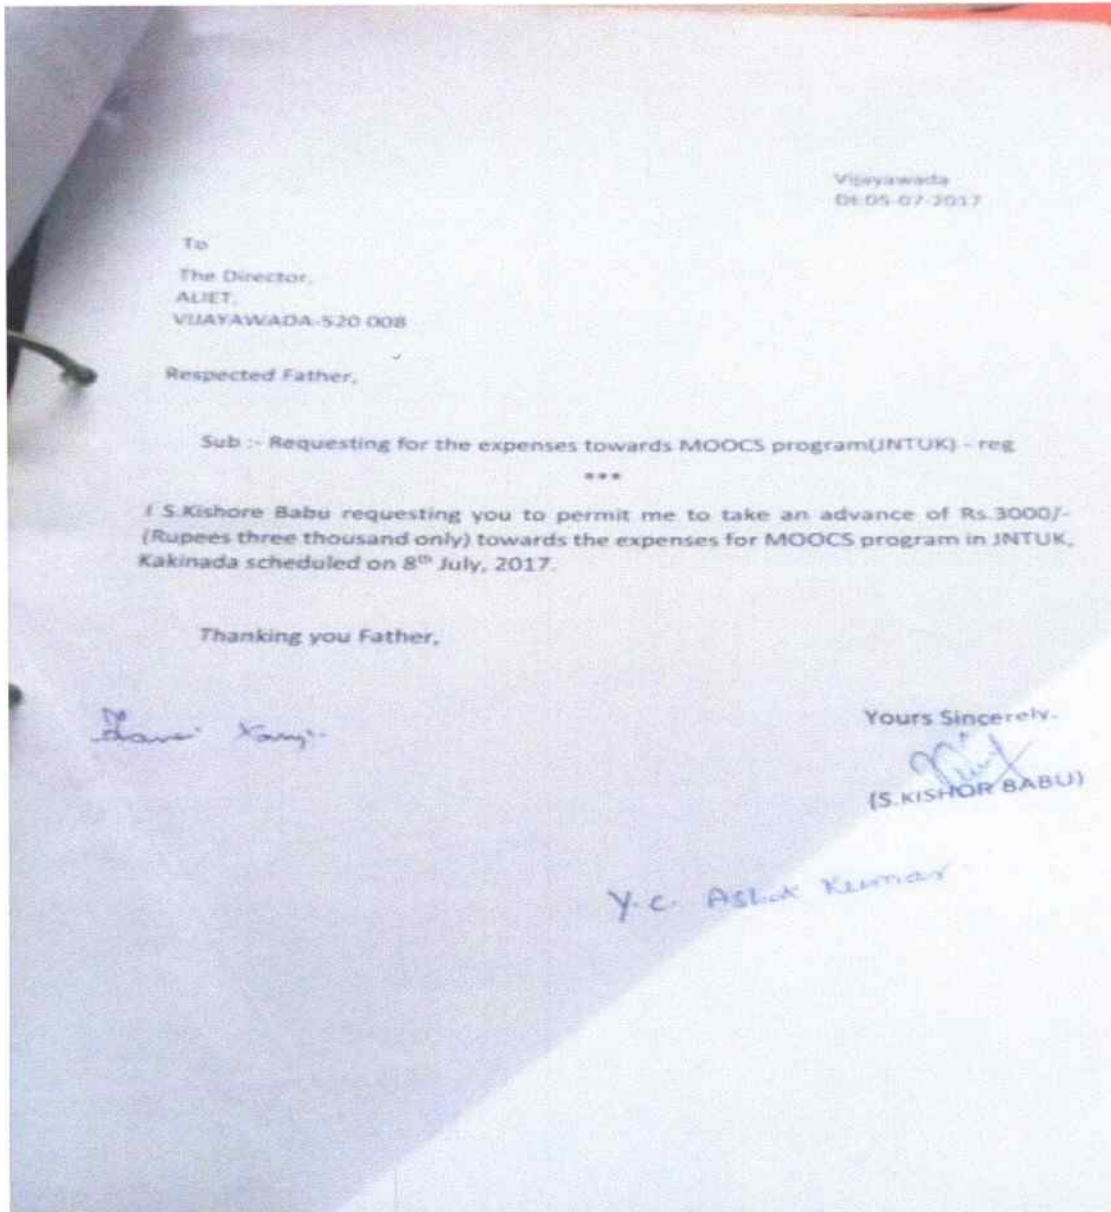 Vijayawada
Dt:05-07-2017
To
The Director,
ALIET,
VIJAYAWADA-520 008
Respected Father,
Sub :- Requesting for the expenses towards MOOCS program(JNTUK) - reg
***
I S.Kishore Babu requesting you to permit me to take an advance of Rs.3000/-
(Rupees three thousand only) towards the expenses for MOOCS program in JNTUK,
Kakinada scheduled on 8th July, 2017.
Thanking you Father,
Yours Sincerely.
(S.KISHOR BABU)
Y.C. Ashok Kumar